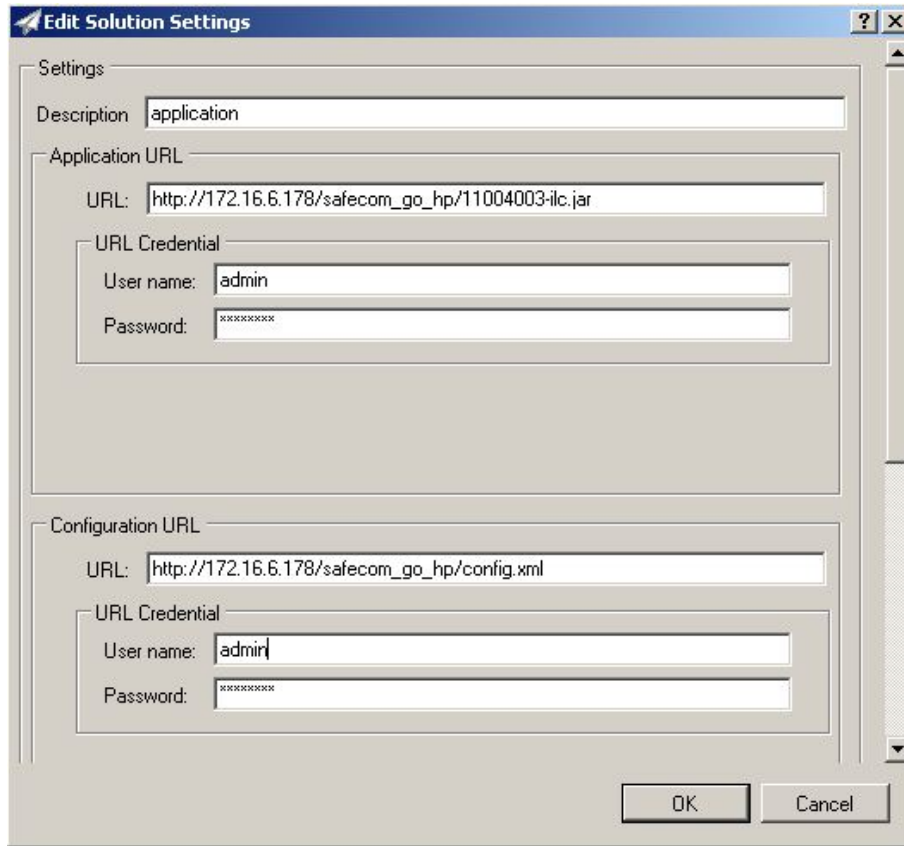 Edit Solution Settings
Settings
Description application
Application URL
URL: http://172.16.6.178/safecom_go_hp/11004003-ilc.jar
URL Credential
User name: admin
Password: ********
Configuration URL
URL: http://172.16.6.178/safecom_go_hp/config.xml
URL Credential
User name: admin
Password: ********
OK Cancel